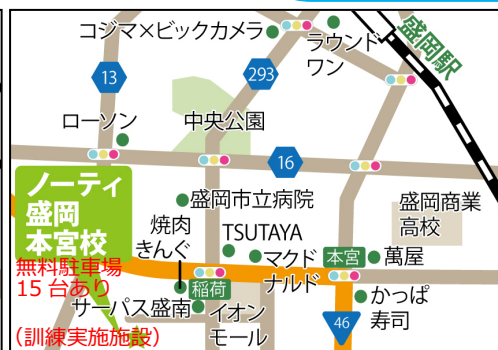 コジマ×ビックカメラ
ラウンド
ワン
盛岡駅
13
293
ローソン
中央公園
16
ノーティ
盛岡
本宮校
無料駐車場
15台あり
(訓練実施施設)
盛岡市立病院
焼肉
きんぐ
TSUTAYA
マクド
ナルド
本宮
萬屋
盛岡商業
高校
稲荷
サーパス盛南
イオン
モール
かっぱ
寿司
46